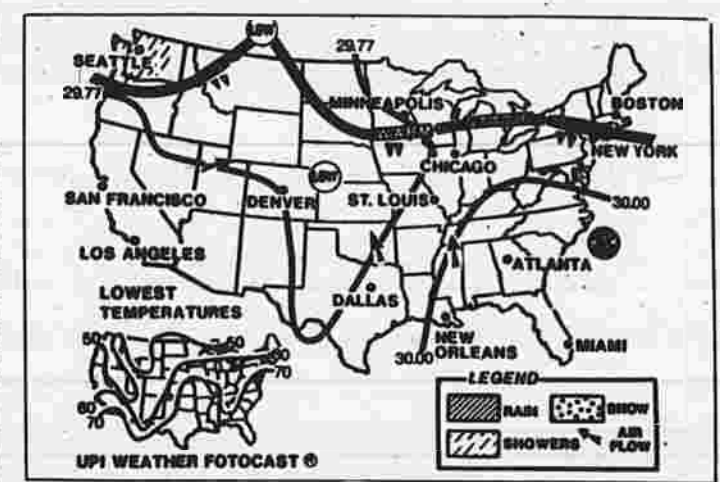 LOW
29.77
SEATTLE
29.77
MINNEAPOLIS
BOSTON
WARM
NEW YORK
CHICAGO
SAN FRANCISCO
DENVER
LOW
ST. LOUIS
30.00
LOS ANGELES
ATLANTA
LOWEST
TEMPERATURES
DALLAS
NEW
ORLEANS
MIAMI
30.00
50
50
60
70
60
70
LEGEND
RAIN
SNOW
SHOWERS
AIR
FLOW
UPI WEATHER FOTOCAST ®